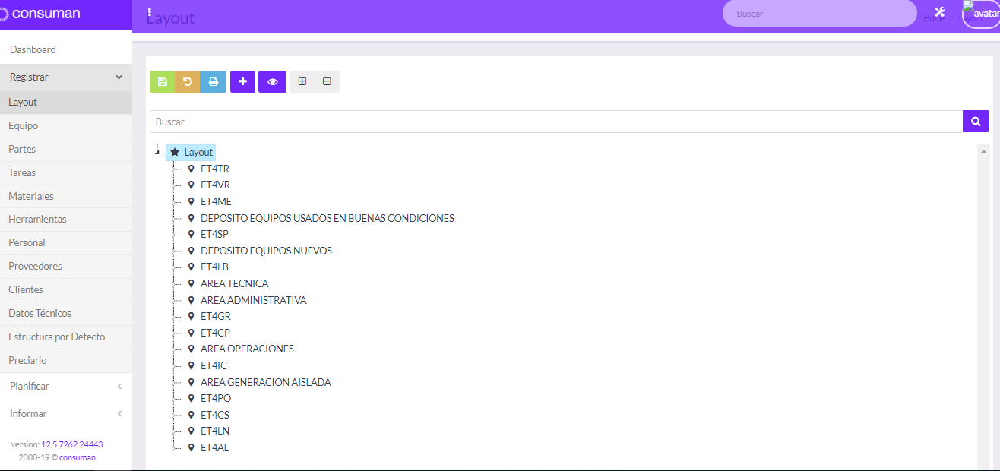 consuman
Layout
Buscar
Home
Layout
avatar
Dashboard
Registrar
Layout
Equipo
Partes
Tareas
Materiales
Herramientas
Personal
Proveedores
Clientes
Datos Técnicos
Estructura por Defecto
Preciario
Planificar
Informar
version: 12.5.7262.24443
2008-19 © consuman
Buscar
Layout
ET4TR
ET4VR
ET4ME
DEPOSITO EQUIPOS USADOS EN BUENAS CONDICIONES
ET4SP
DEPOSITO EQUIPOS NUEVOS
ET4LB
AREA TECNICA
AREA ADMINISTRATIVA
ET4GR
ET4CP
AREA OPERACIONES
ET4IC
AREA GENERACION AISLADA
ET4PO
ET4CS
ET4LN
ET4AL